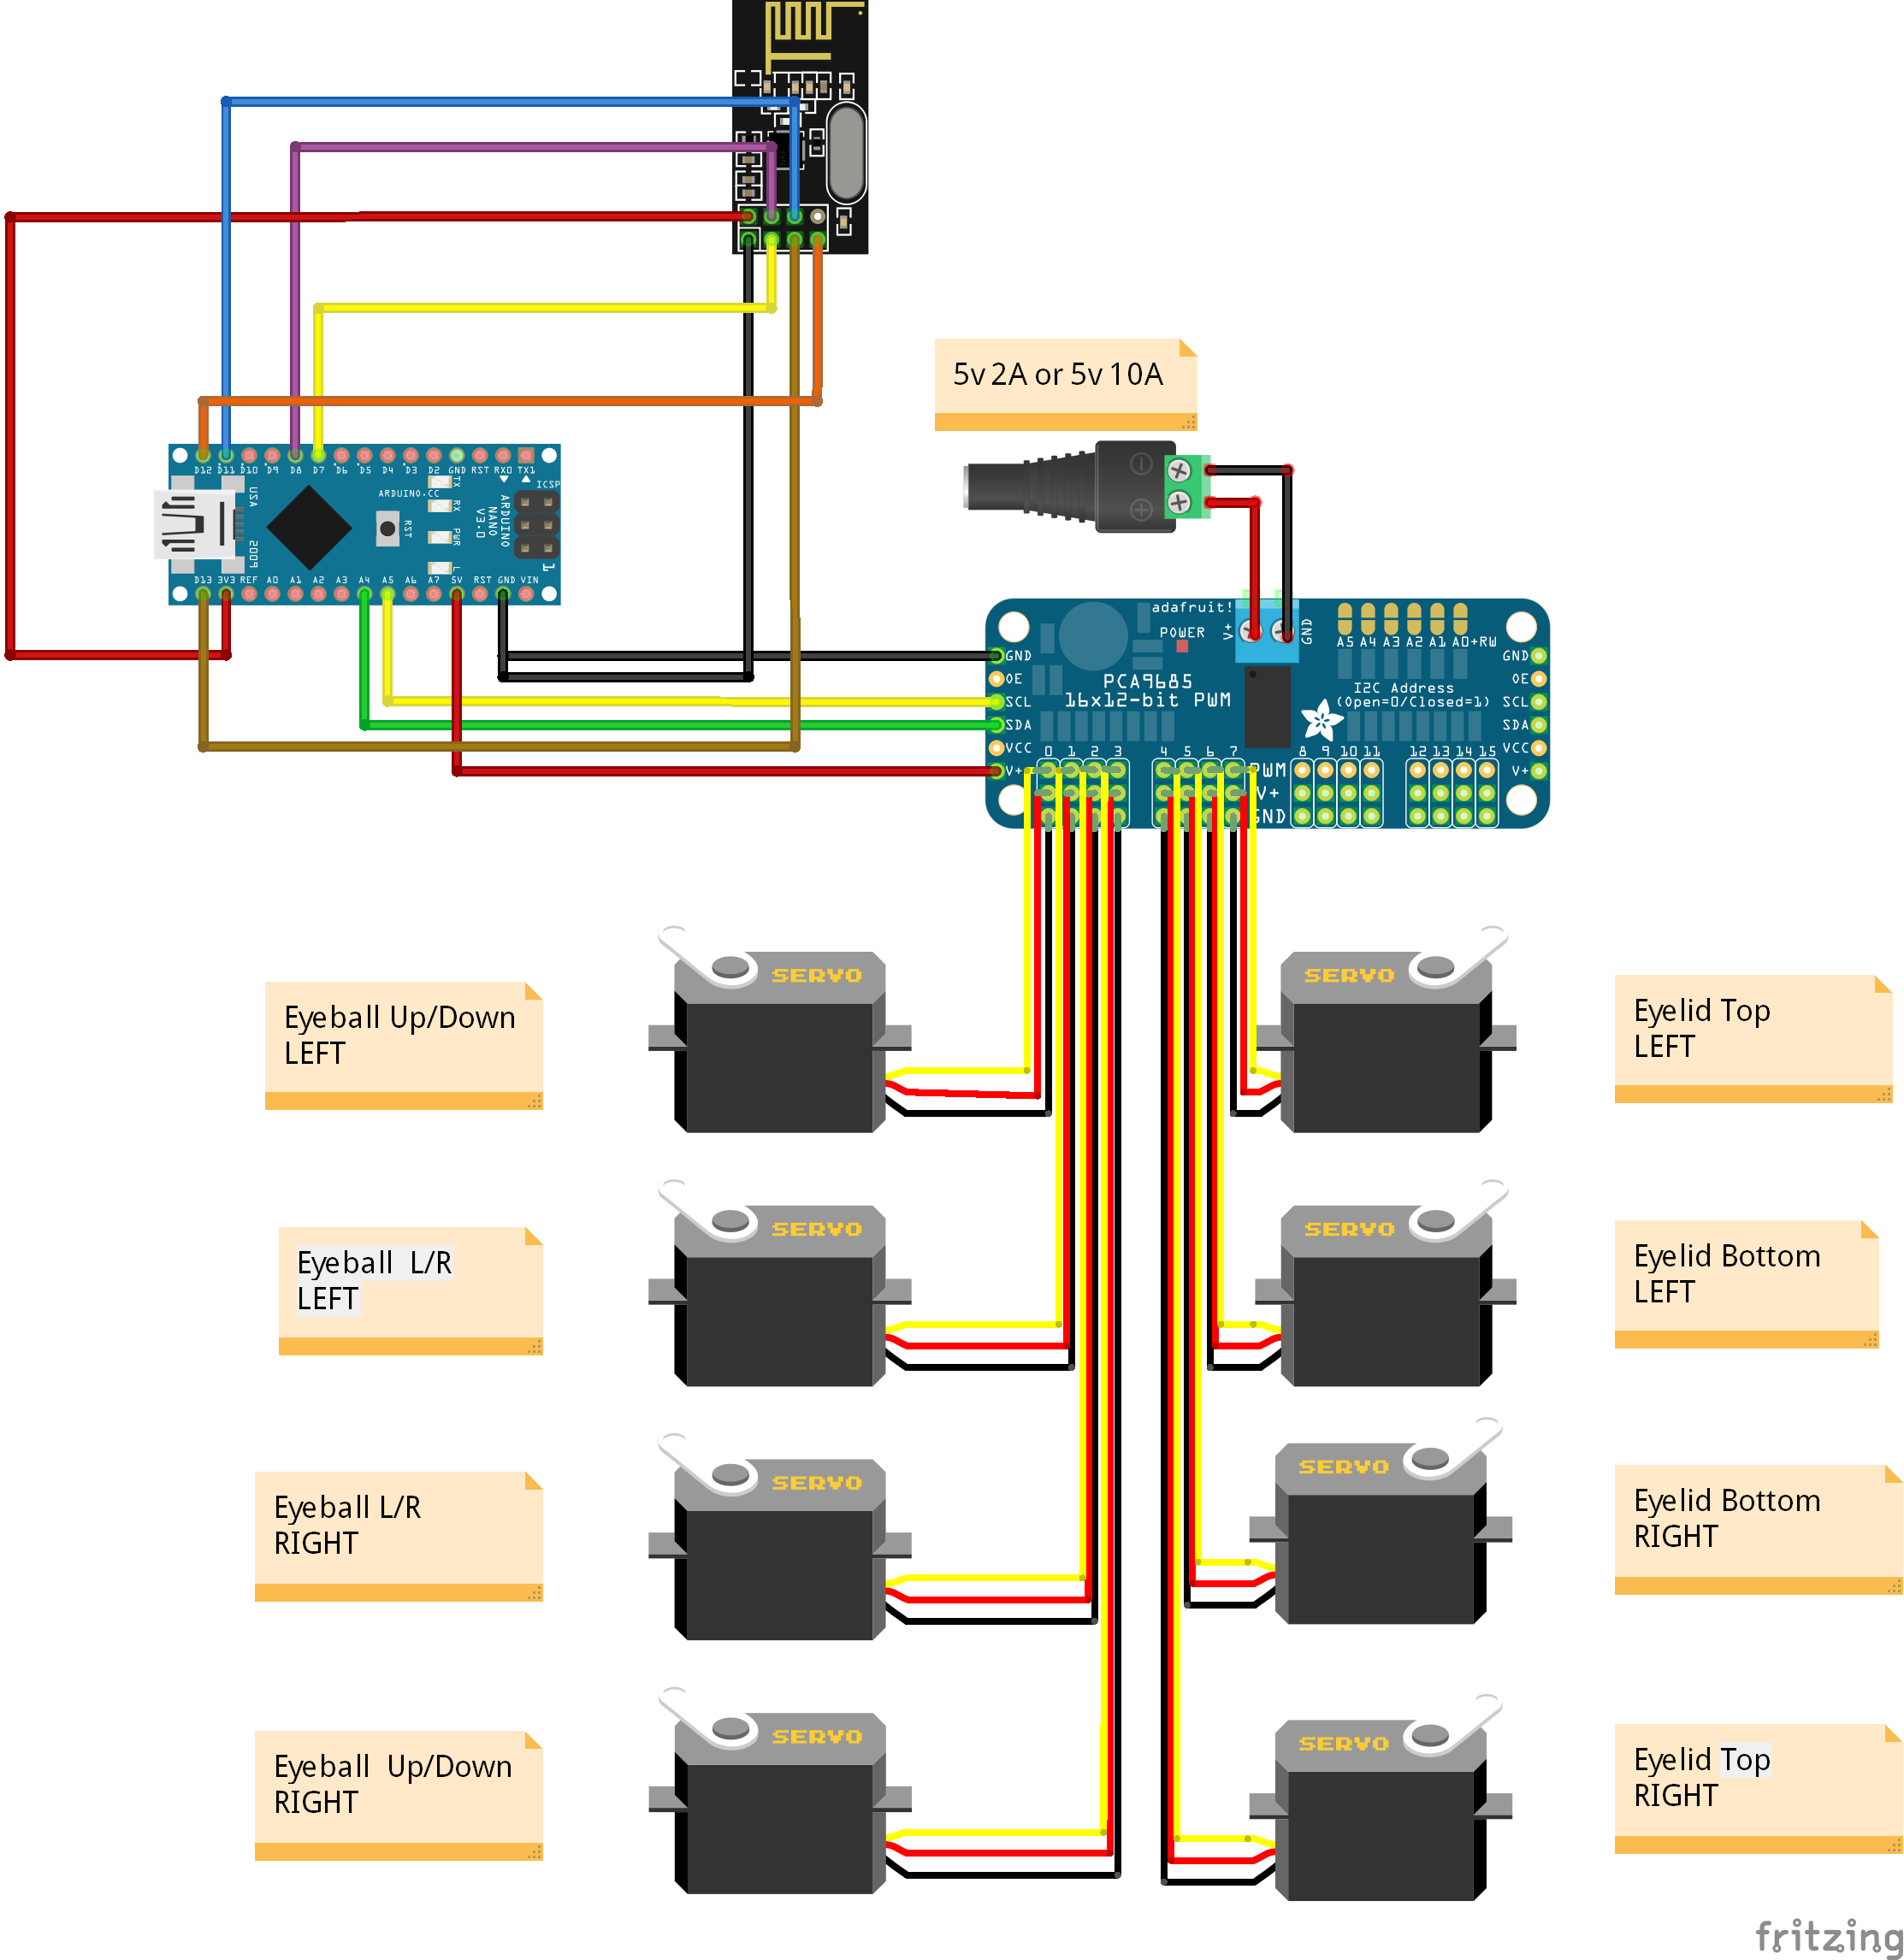 5v 2A or 5v 10A
D12 D11 D10 D9 D8 D7 D6 D5 D4 D3 D2 GND RST RX0 TX1
ICSP
ARDUINO.CC
USA
TX
RX
RST
PWR
L
ARDUINO
NANO
V3.0
1
D13 3V3 REF A0 A1 A2 A3 A4 A5 A6 A7 5V RST GND VIN
adafruit!
POWER
V+
GND
A5 A4 A3 A2 A1 A0 +RW
GND
OE
SCL
SDA
VCC
V+
PCA9685
16x12-bit PWM
I2C Address
(Open=0/Closed=1)
GND
OE
SCL
SDA
VCC
V+
0 1 2 3 4 5 6 7 8 9 10 11 12 13 14 15
PWM
V+
GND
Eyeball Up/Down
LEFT
SERVO
SERVO
Eyelid Top
LEFT
Eyeball L/R
LEFT
SERVO
SERVO
Eyelid Bottom
LEFT
Eyeball L/R
RIGHT
SERVO
SERVO
Eyelid Bottom
RIGHT
Eyeball Up/Down
RIGHT
SERVO
SERVO
Eyelid Top
RIGHT
fritzing